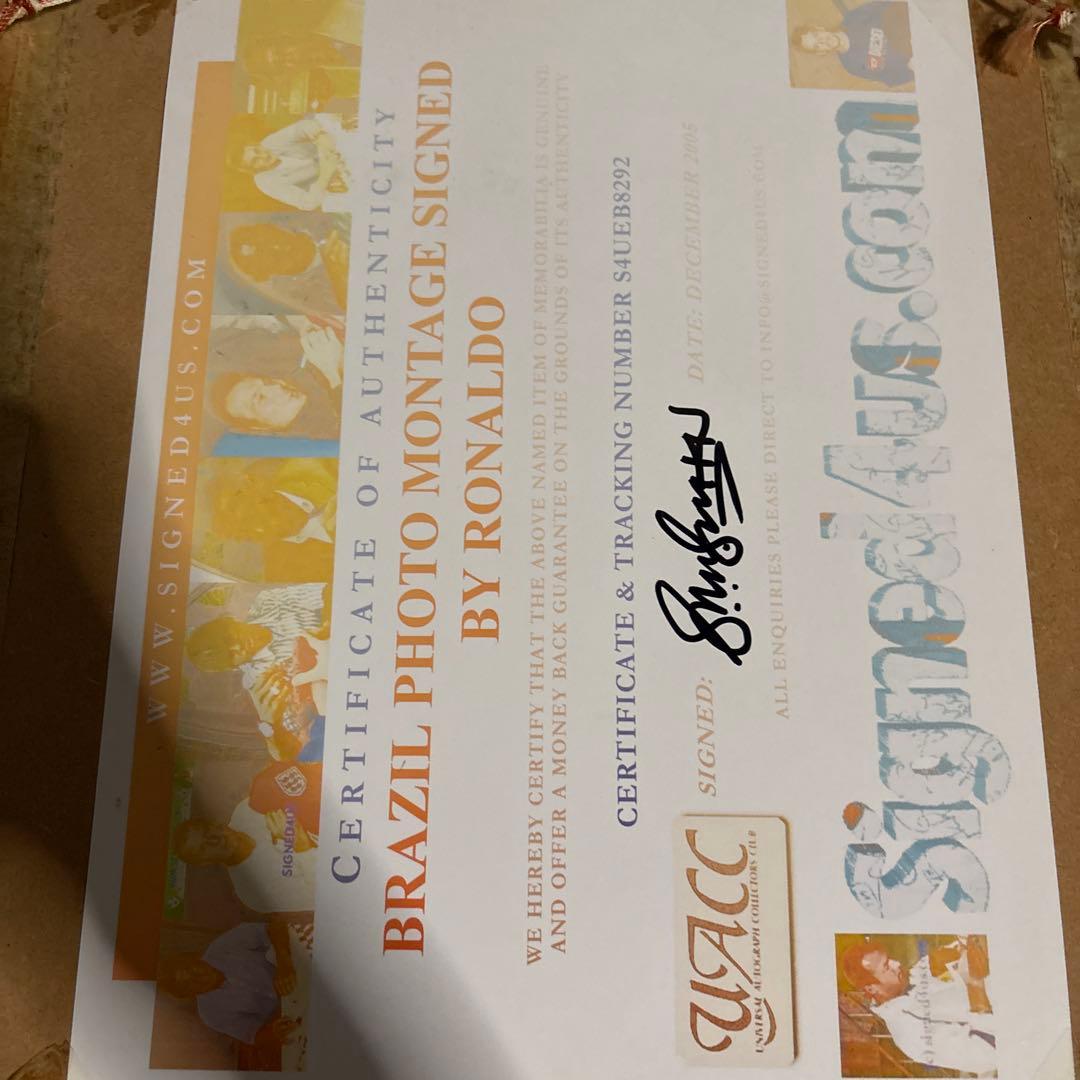 WWW.SIGNED4US.COM
SIGNED4U
CERTIFICATE OF AUTHENTICITY
BRAZIL PHOTO MONTAGE SIGNED
BY RONALDO
WE HEREBY CERTIFY THAT THE ABOVE NAMED ITEM OF MEMORABILIA IS GENUINE
AND OFFER A MONEY BACK GUARANTEE ON THE GROUNDS OF ITS AUTHENTICITY
CERTIFICATE & TRACKING NUMBER S4UEB8292
UACC
UNIVERSAL AUTOGRAPH COLLECTORS CLUB
SIGNED:
DATE: DECEMBER 2005
ALL ENQUIRIES PLEASE DIRECT TO INFO@SIGNED4US.COM
signed4us.com